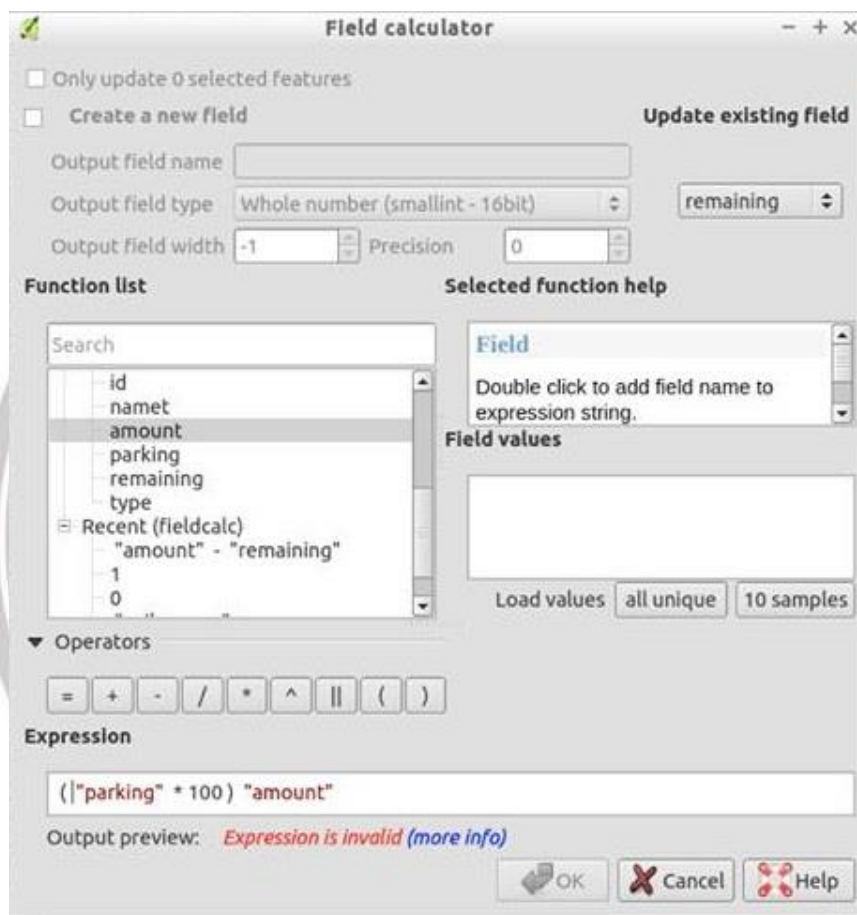 Field calculator
Only update 0 selected features
Create a new field
Update existing field
Output field name
Output field type Whole number (smallint - 16bit)
remaining
Output field width -1 Precision 0
Function list
Selected function help
Search
Field
Double click to add field name to
expression string.
id
namet
amount
parking
remaining
type
Recent (fieldcalc)
"amount" - "remaining"
1
0
Field values
Load values all unique 10 samples
Operators
= + - / * ^ || ( )
Expression
( "parking" * 100 ) "amount"
Output preview: Expression is invalid (more info)
OK Cancel Help